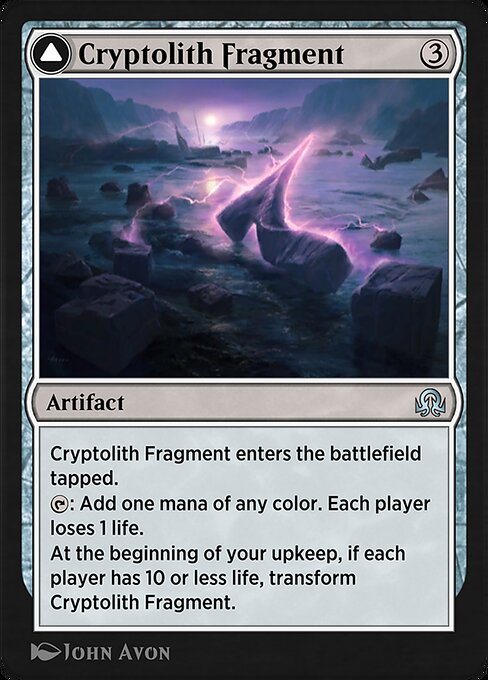 Cryptolith Fragment 3
Artifact
Cryptolith Fragment enters the battlefield
tapped.
: Add one mana of any color. Each player
loses 1 life.
At the beginning of your upkeep, if each
player has 10 or less life, transform
Cryptolith Fragment.
John Avon